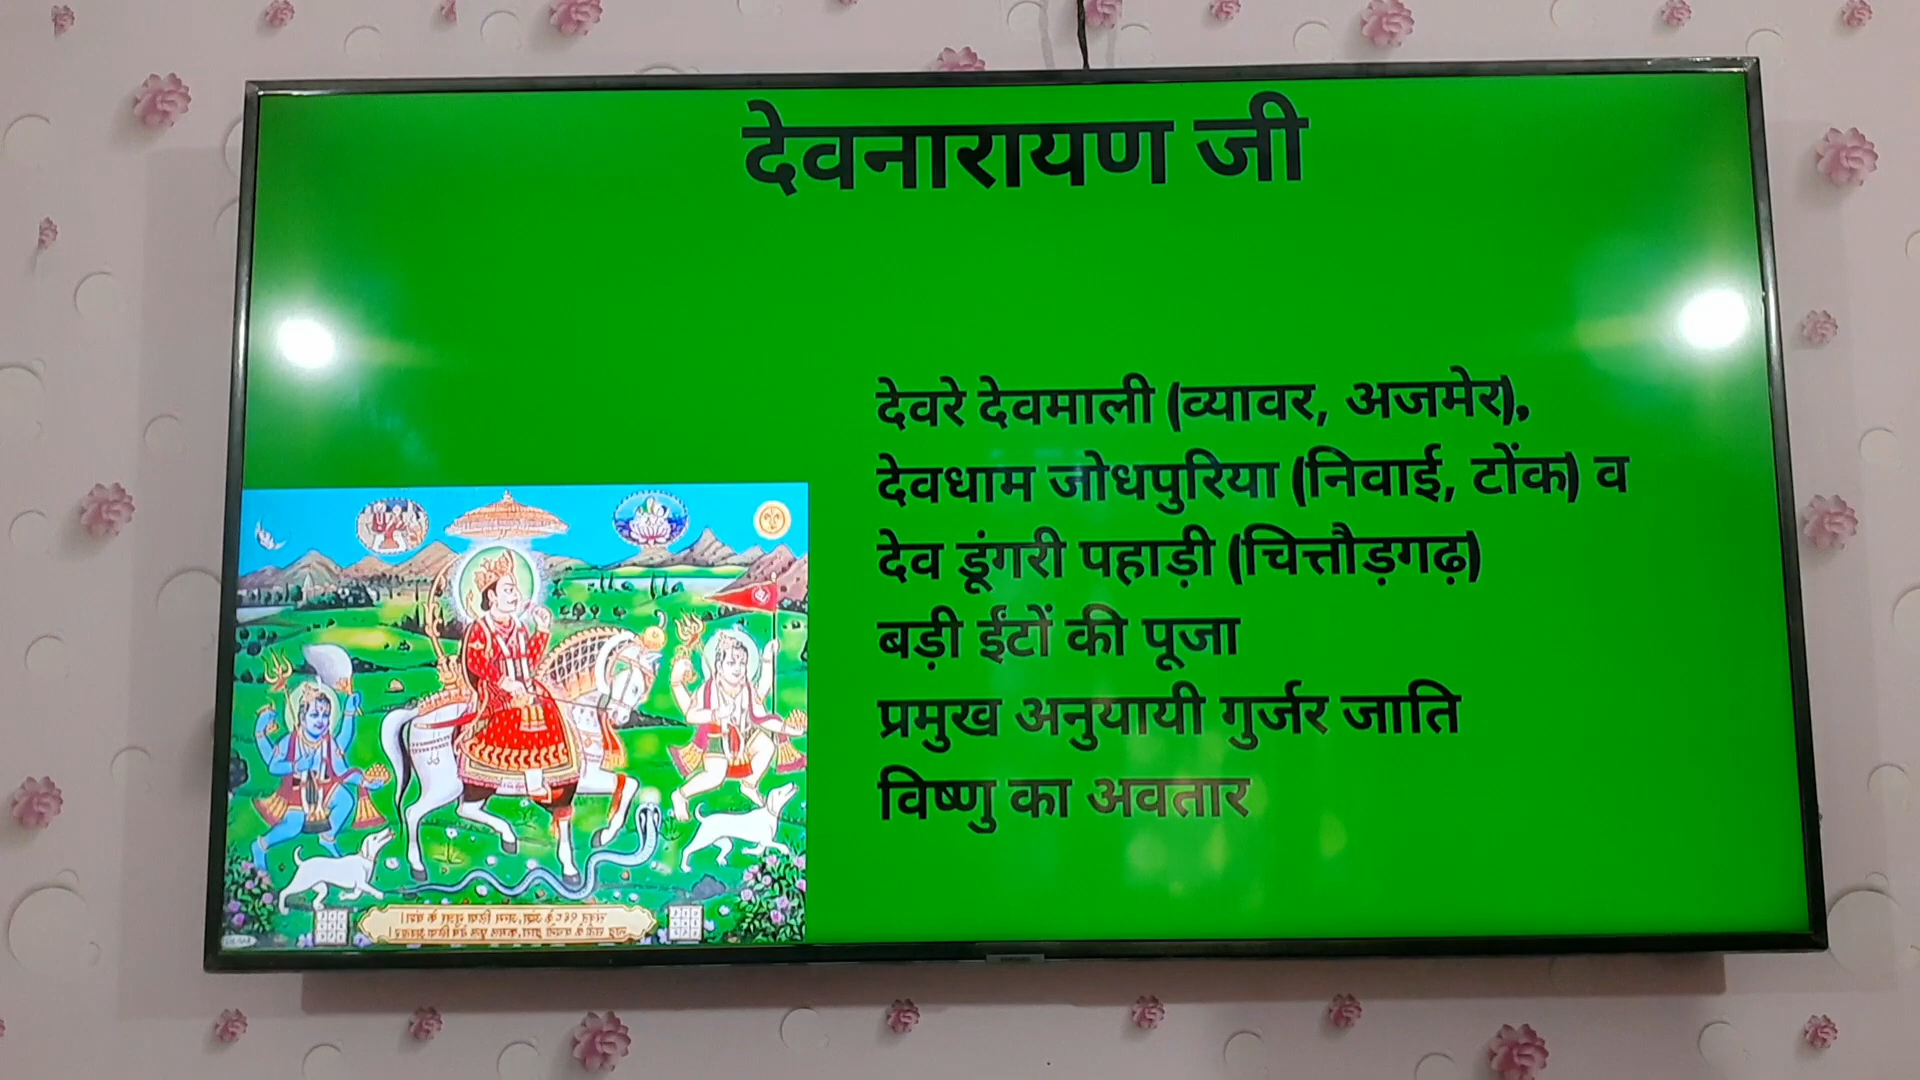 देवनारायण जी
देवरे देवमाली (व्यावर, अजमेर),
देवधाम जोधपुरिया (निवाई, टोंक) व
देव डूंगरी पहाड़ी (चित्तौड़गढ़)
बड़ी ईंटों की पूजा
प्रमुख अनुयायी गुर्जर जाति
विष्णु का अवतार